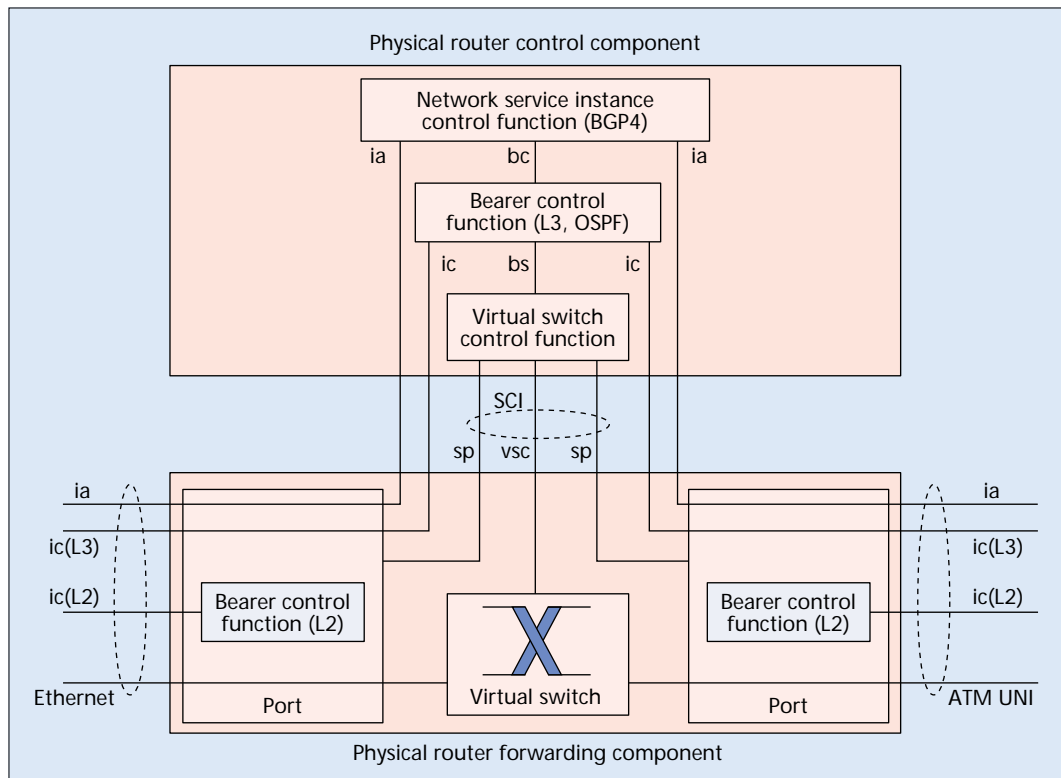 Physical router control component
Network service instance
control function (BGP4)
ia
bc
ia
Bearer control
function (L3, OSPF)
ic
bs
ic
Virtual switch
control function
SCI
sp
vsc
sp
ia
ia
ic(L3)
ic(L3)
ic(L2)
Bearer control
function (L2)
Bearer control
function (L2)
ic(L2)
Virtual switch
Ethernet
Port
Port
ATM UNI
Physical router forwarding component